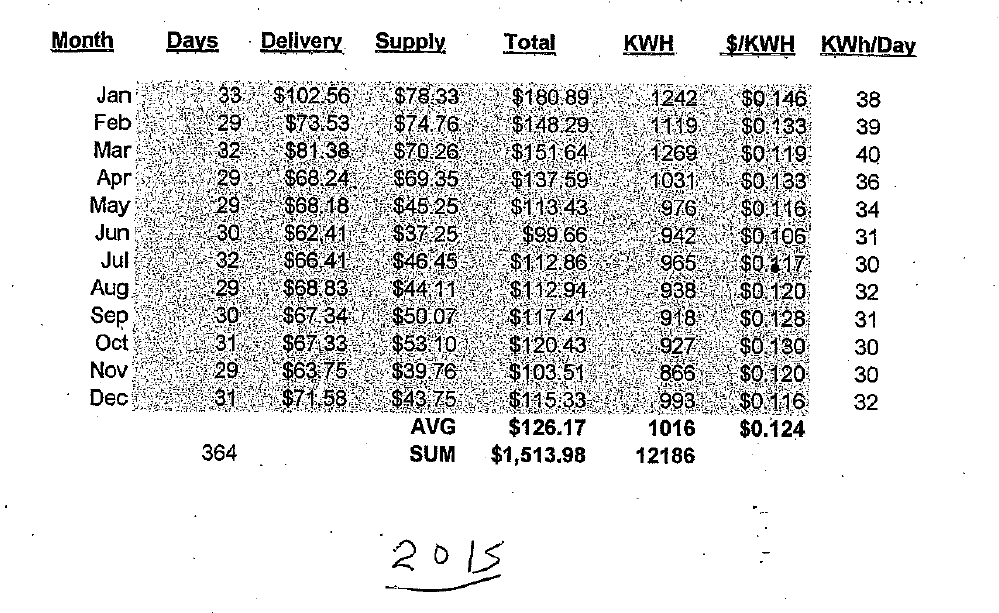 Month Days Delivery Supply Total KWH $/KWH KWh/Day
Jan 33 $102.56 $78.33 $180.89 1242 $0.146 38
Feb 29 $73.53 $74.76 $148.29 1119 $0.133 39
Mar 32 $81.38 $70.26 $151.64 1269 $0.119 40
Apr 29 $68.24 $69.35 $137.59 1031 $0.133 36
May 29 $68.18 $45.25 $113.43 976 $0.116 34
Jun 30 $62.41 $37.25 $99.66 942 $0.106 31
Jul 32 $66.41 $46.45 $112.86 965 $0.117 30
Aug 29 $68.83 $44.11 $112.94 938 $0.120 32
Sep 30 $67.34 $50.07 $117.41 918 $0.128 31
Oct 31 $67.33 $53.10 $120.43 927 $0.130 30
Nov 29 $63.75 $39.76 $103.51 866 $0.120 30
Dec 31 $71.58 $43.75 $115.33 993 $0.116 32
AVG $126.17 1016 $0.124
364 SUM $1,513.98 12186
2015